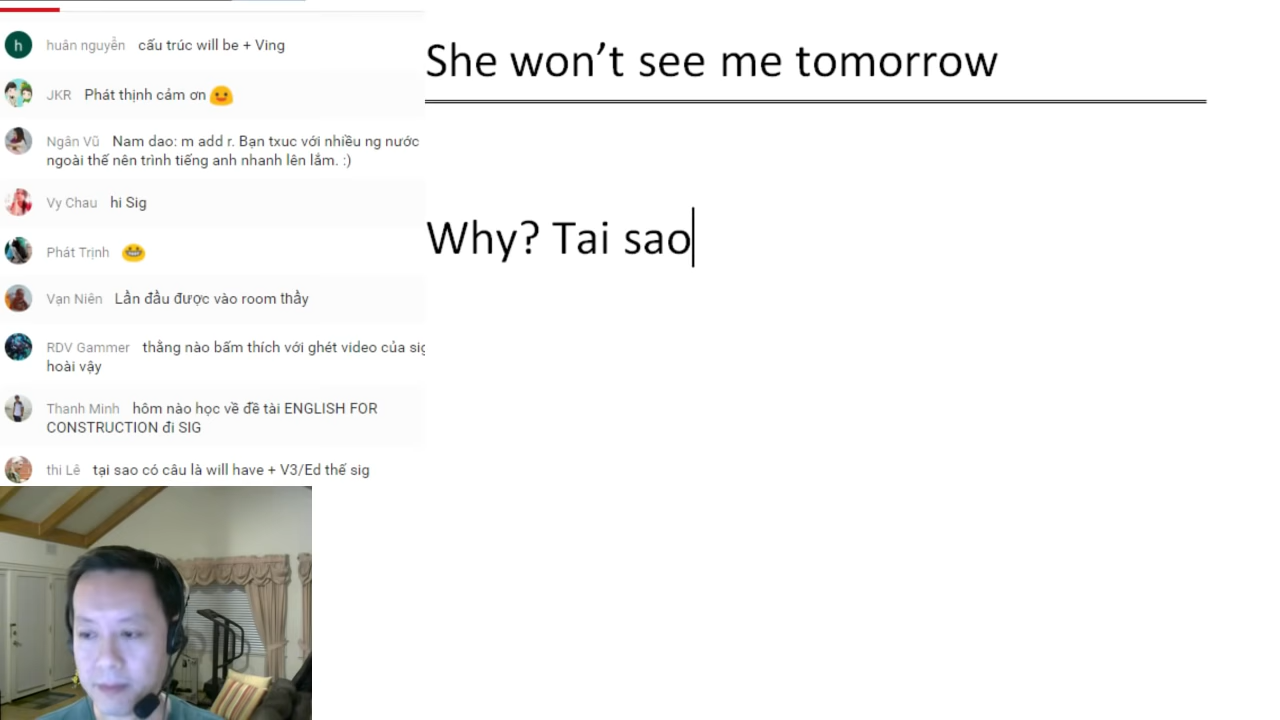 h huân nguyễn cấu trúc will be + Ving
JKR Phát thịnh cảm ơn
Ngân Vũ Nam dao: m add r. Bạn txuc với nhiều ng nước
ngoài thế nên trình tiếng anh nhanh lên lắm. :)
Vy Chau hi Sig
Phát Trịnh
Vạn Niên Lần đầu được vào room thầy
RDV Gammer thằng nào bấm thích với ghét video của sig
hoài vậy
Thanh Minh hôm nào học về đề tài ENGLISH FOR
CONSTRUCTION đi SIG
thi Lê tại sao có câu là will have + V3/Ed thế sig
She won’t see me tomorrow
Why? Tai sao